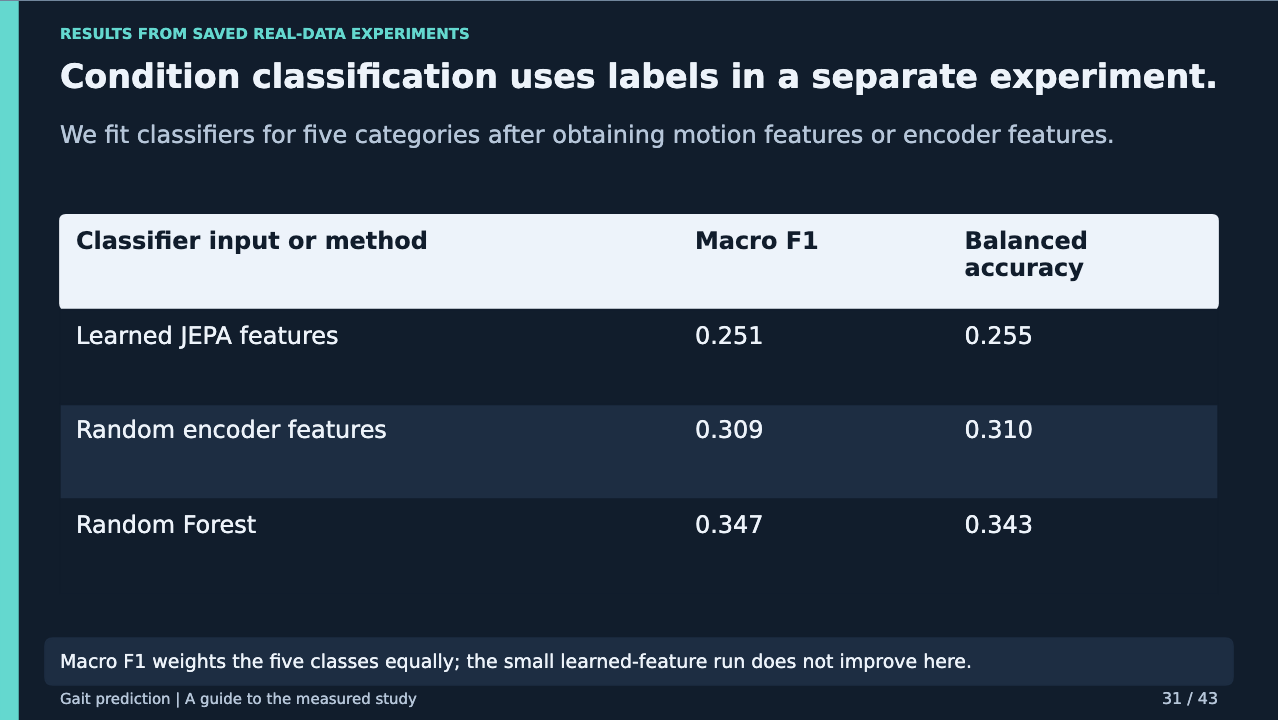 RESULTS FROM SAVED REAL-DATA EXPERIMENTS
Condition classification uses labels in a separate experiment.
We fit classifiers for five categories after obtaining motion features or encoder features.
Classifier input or method Macro F1 Balanced accuracy
Learned JEPA features 0.251 0.255
Random encoder features 0.309 0.310
Random Forest 0.347 0.343
Macro F1 weights the five classes equally; the small learned-feature run does not improve here.
Gait prediction | A guide to the measured study 31 / 43